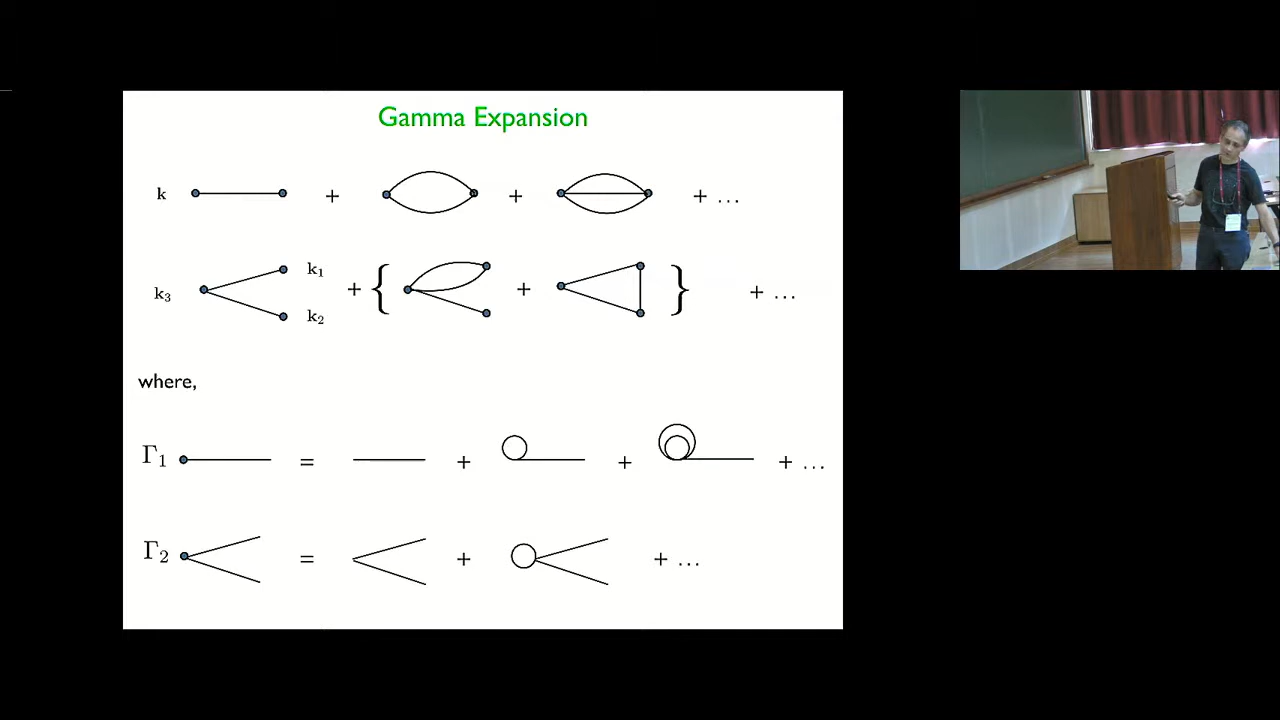 Gamma Expansion
k + + + ...
k₁
k₃ + { + } + ...
k₂
where,
Γ₁ = + + + ...
Γ₂ = + + ...